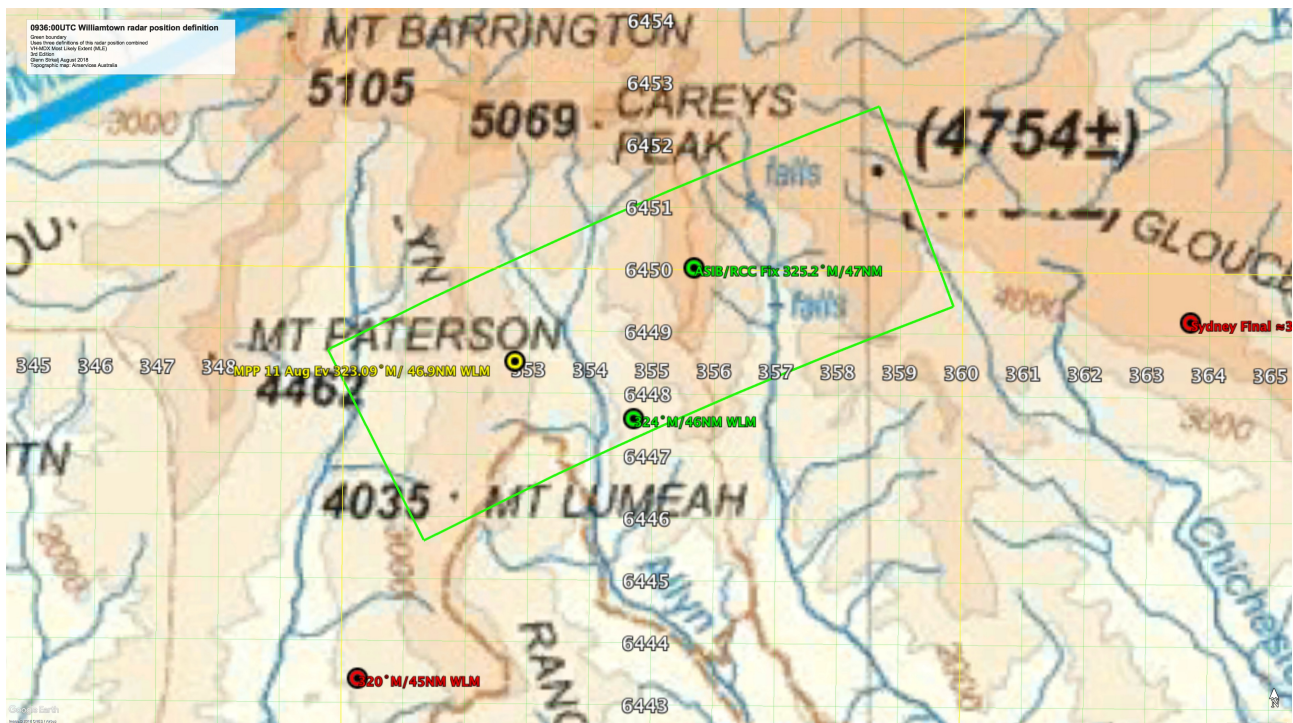 0936:00UTC Williamtown radar position definition
Green boundary
Uses three definitions of this radar position combined
VH-MDX Most Likely Extent (MLE)
3rd Edition
Glenn Strkalj August 2018
Topographic map: Airservices Australia
6454
MT BARRINGTON
5105
6453
CAREYS
PEAK
5069
3000
(4754±)
6452
falls
6451
YN
GLOUC
6450
ASIB/RCC Fix 325.2°M/47NM
falls
4000
6449
Sydney Final ≈3
MT PATERSON
345 346 347 348 353 354 355 356 357 358 359 360 361 362 363 364 365
MPP 11 Aug Ev 323.09°M/ 46.9NM WLM
4462
6448
324°M/46NM WLM
3000
TN
6447
4035
MT LUMEAH
6446
2000
3000
Chichest
6445
Allyn
6444
RANG
2000
320°M/45NM WLM
6443
Google Earth
N